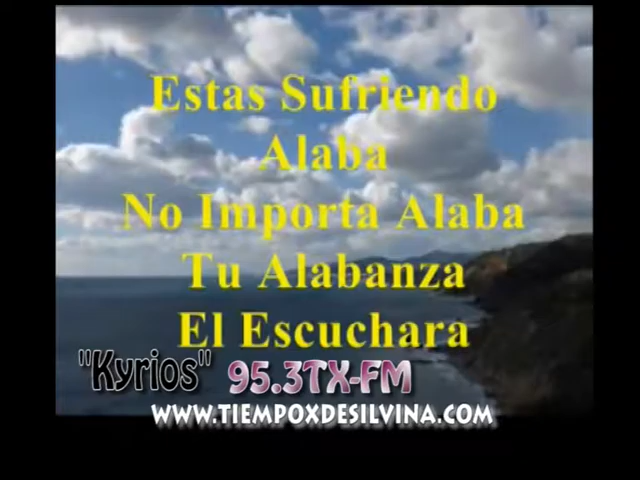 Estas Sufriendo
Alaba
No Importa Alaba
Tu Alabanza
El Escuchara
"Kyrios" 95.3TX-FM
WWW.TIEMPOXDESILVINA.COM